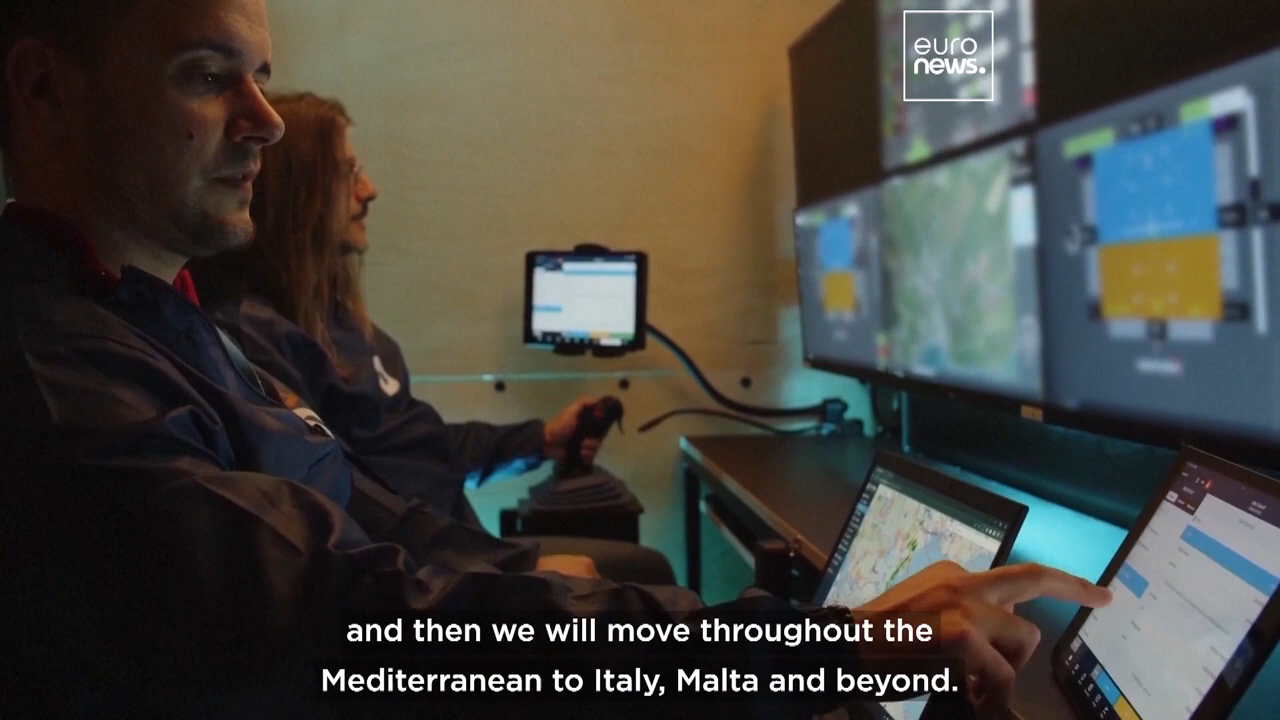 euro
news.
and then we will move throughout the
Mediterranean to Italy, Malta and beyond.